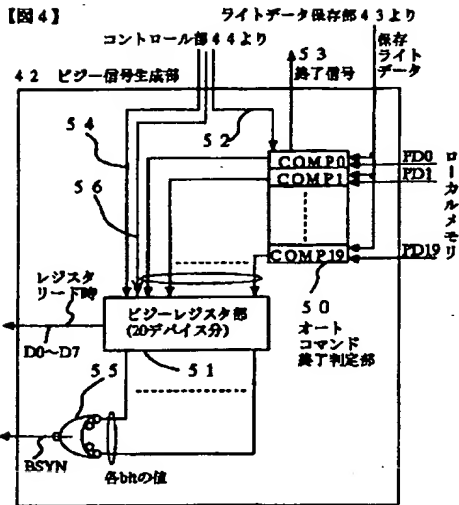 【図4】
ライトデータ保存部43より
コントロール部44より
保存
ライト
データ
53
終了信号
42 ビジー信号生成部
54
52
COMP0
COMP1
PD0
PD1
56
ローカルメモリ
COMP19
PD19
レジスタ
リード時
50
オート
コマンド
終了判定部
ビジーレジスタ部
(20デバイス分)
D0〜D7
51
55
BSYN
各bitの値